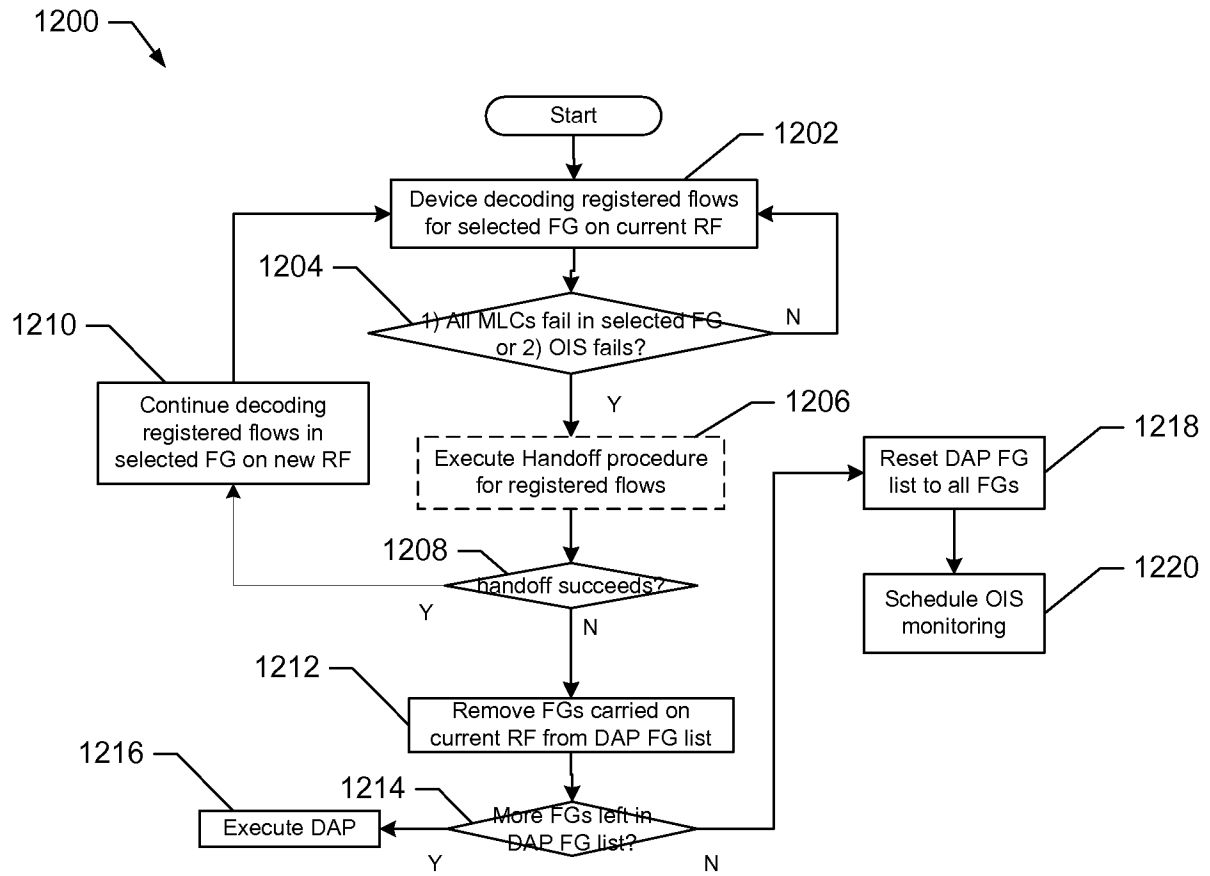 1200
Start
1202
Device decoding registered flows
for selected FG on current RF
1204
1) All MLCs fail in selected FG
or 2) OIS fails?
N
1210
Continue decoding
registered flows in
selected FG on new RF
Y
1206
Execute Handoff procedure
for registered flows
1218
Reset DAP FG
list to all FGs
1208
handoff succeeds?
Y
N
1220
Schedule OIS
monitoring
1212
Remove FGs carried on
current RF from DAP FG list
1216
Execute DAP
1214
More FGs left in
DAP FG list?
Y
N